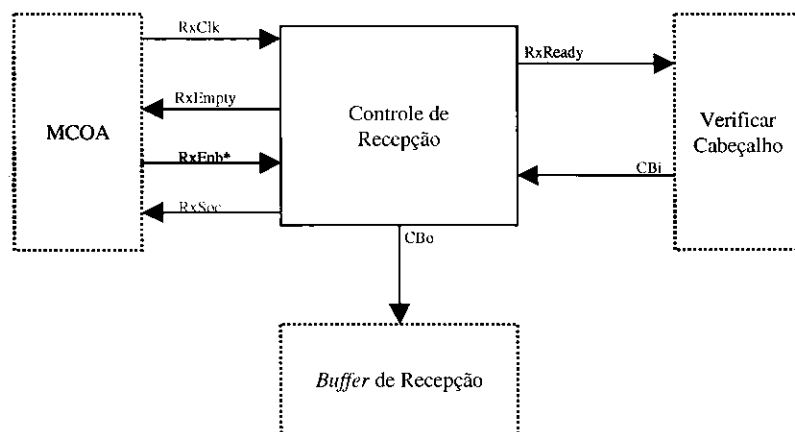 RxClk
RxReady
RxEmpty
Controle de
Recepção
MCOA
Verificar
Cabeçalho
RxEnb*
CBi
RxSoc
CBo
Buffer de Recepção